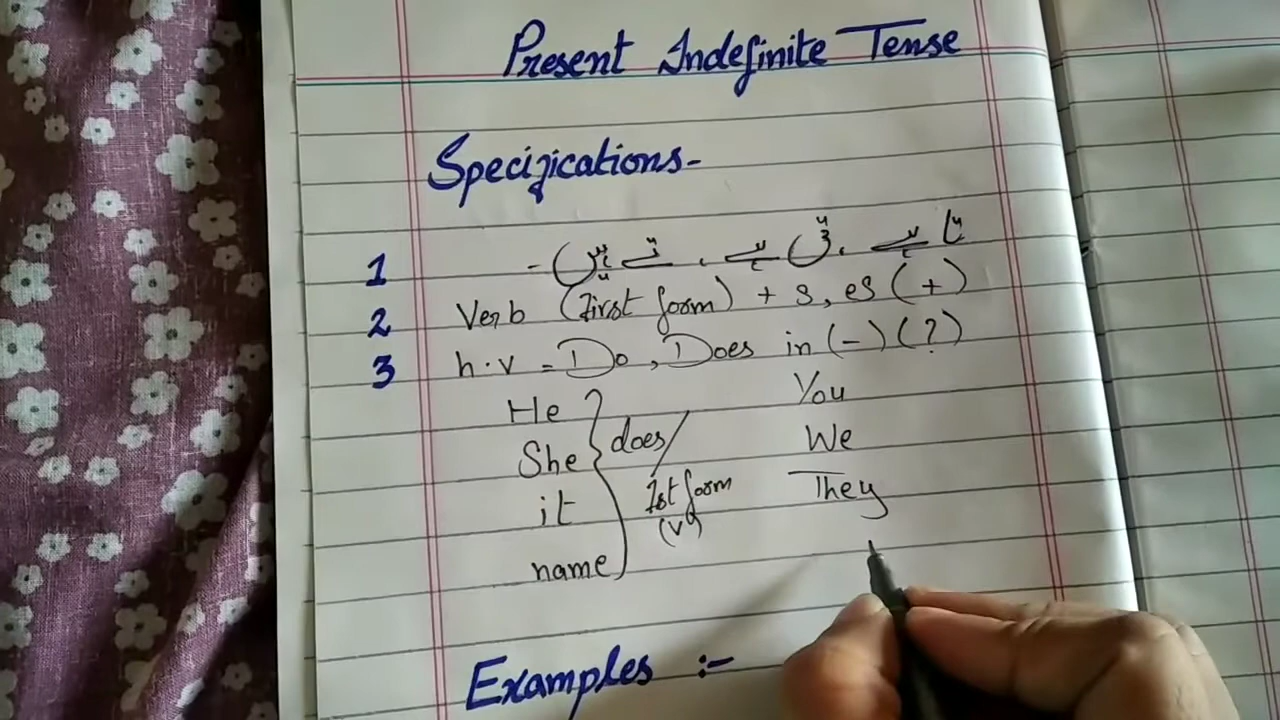 Present Indefinite Tense
Specifications-
1 تا ہے ، تی ہے ، تے ہیں -
2 Verb (First form) + s, es (+)
3 h.v = Do, Does in (-) (?)
He You
She does/ We
it 1st form They
(v)
name
Examples :-